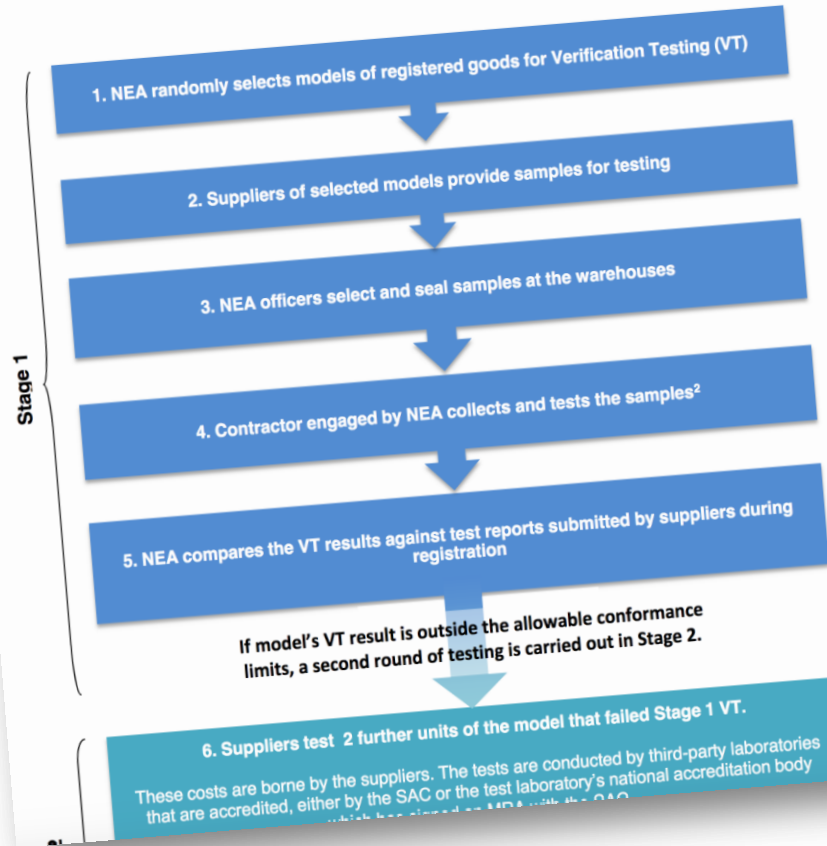 1. NEA randomly selects models of registered goods for Verification Testing (VT)
2. Suppliers of selected models provide samples for testing
3. NEA officers select and seal samples at the warehouses
Stage 1
4. Contractor engaged by NEA collects and tests the samples²
5. NEA compares the VT results against test reports submitted by suppliers during
registration
If model's VT result is outside the allowable conformance
limits, a second round of testing is carried out in Stage 2.
6. Suppliers test 2 further units of the model that failed Stage 1 VT.
These costs are borne by the suppliers. The tests are conducted by third-party laboratories
that are accredited, either by the SAC or the test laboratory's national accreditation body